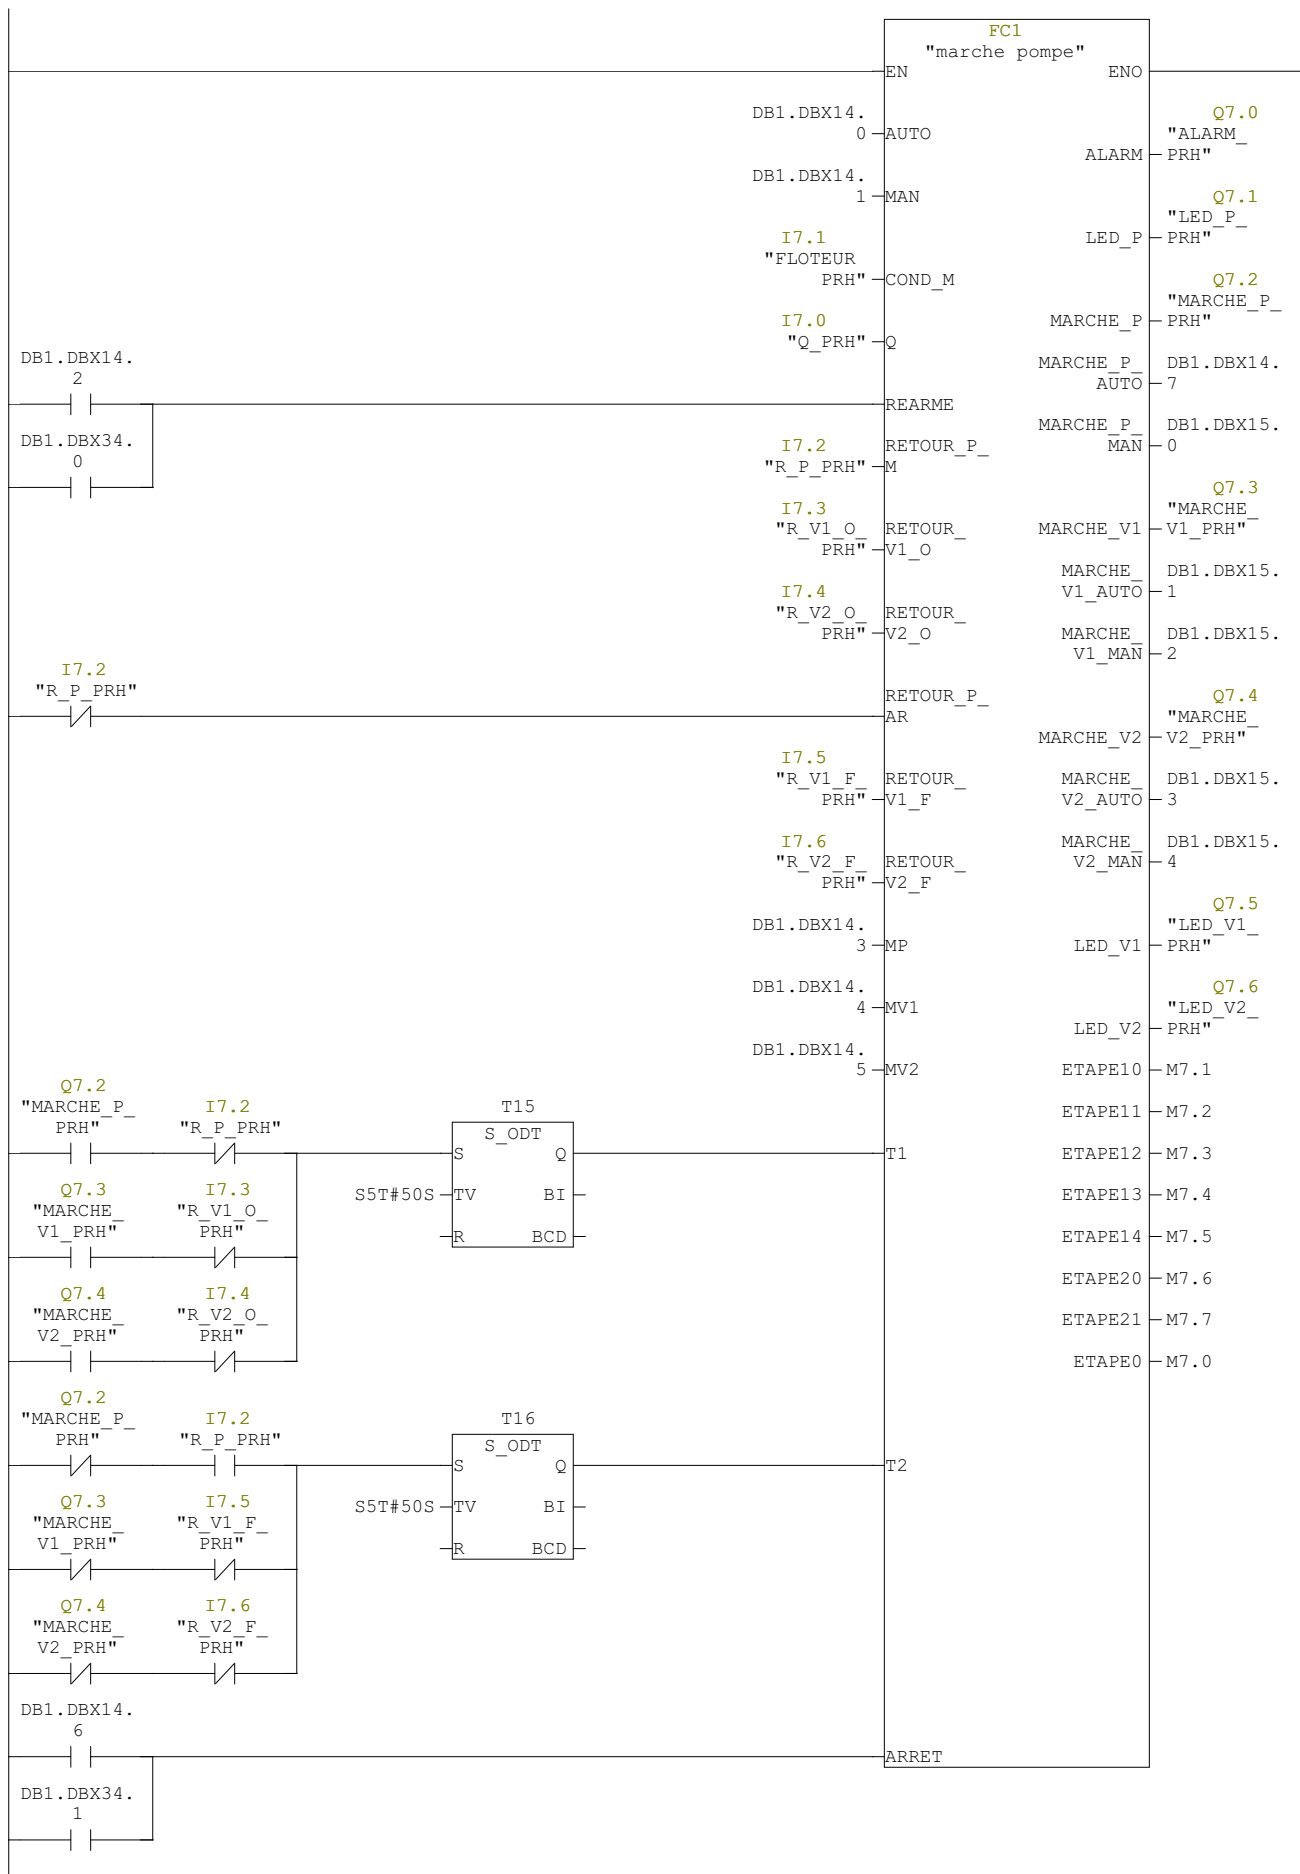 FC1
"marche pompe"
EN
ENO
DB1.DBX14.
0
AUTO
Q7.0
"ALARM_
ALARM
PRH"
DB1.DBX14.
1
MAN
Q7.1
"LED_P_
LED_P
PRH"
I7.1
"FLOTEUR
PRH"
COND_M
Q7.2
"MARCHE_P_
MARCHE_P
PRH"
I7.0
"Q_PRH"
Q
MARCHE_P_
AUTO
DB1.DBX14.
7
DB1.DBX14.
2
REARME
DB1.DBX34.
0
MARCHE_P_
MAN
DB1.DBX15.
0
I7.2
"R_P_PRH"
RETOUR_P_
M
Q7.3
"MARCHE_
MARCHE_V1
V1_PRH"
I7.3
"R_V1_O_
PRH"
RETOUR_
V1_O
MARCHE_
V1_AUTO
DB1.DBX15.
1
I7.4
"R_V2_O_
PRH"
RETOUR_
V2_O
MARCHE_
V1_MAN
DB1.DBX15.
2
I7.2
"R_P_PRH"
RETOUR_P_
AR
Q7.4
"MARCHE_
MARCHE_V2
V2_PRH"
I7.5
"R_V1_F_
PRH"
RETOUR_
V1_F
MARCHE_
V2_AUTO
DB1.DBX15.
3
I7.6
"R_V2_F_
PRH"
RETOUR_
V2_F
MARCHE_
V2_MAN
DB1.DBX15.
4
DB1.DBX14.
3
MP
Q7.5
"LED_V1_
LED_V1
PRH"
DB1.DBX14.
4
MV1
Q7.6
"LED_V2_
LED_V2
PRH"
DB1.DBX14.
5
MV2
ETAPE10
M7.1
ETAPE11
M7.2
ETAPE12
M7.3
ETAPE13
M7.4
ETAPE14
M7.5
ETAPE20
M7.6
ETAPE21
M7.7
ETAPE0
M7.0
Q7.2
"MARCHE_P_
PRH"
I7.2
"R_P_PRH"
T15
S_ODT
S
Q
T1
Q7.3
"MARCHE_
V1_PRH"
I7.3
"R_V1_O_
PRH"
S5T#50S
TV
BI
R
BCD
Q7.4
"MARCHE_
V2_PRH"
I7.4
"R_V2_O_
PRH"
Q7.2
"MARCHE_P_
PRH"
I7.2
"R_P_PRH"
T16
S_ODT
S
Q
T2
Q7.3
"MARCHE_
V1_PRH"
I7.5
"R_V1_F_
PRH"
S5T#50S
TV
BI
R
BCD
Q7.4
"MARCHE_
V2_PRH"
I7.6
"R_V2_F_
PRH"
DB1.DBX14.
6
ARRET
DB1.DBX34.
1